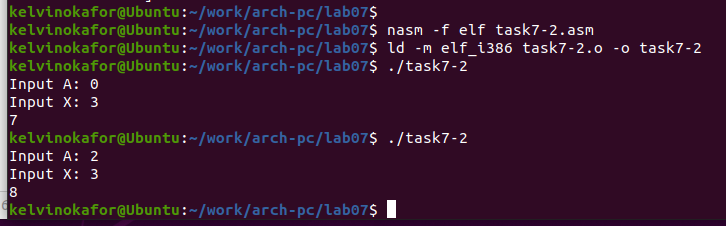 kelvinokafor@Ubuntu:~/work/arch-pc/lab07$
kelvinokafor@Ubuntu:~/work/arch-pc/lab07$ nasm -f elf task7-2.asm
kelvinokafor@Ubuntu:~/work/arch-pc/lab07$ ld -m elf_i386 task7-2.o -o task7-2
kelvinokafor@Ubuntu:~/work/arch-pc/lab07$ ./task7-2
Input A: 0
Input X: 3
7
kelvinokafor@Ubuntu:~/work/arch-pc/lab07$ ./task7-2
Input A: 2
Input X: 3
8
kelvinokafor@Ubuntu:~/work/arch-pc/lab07$